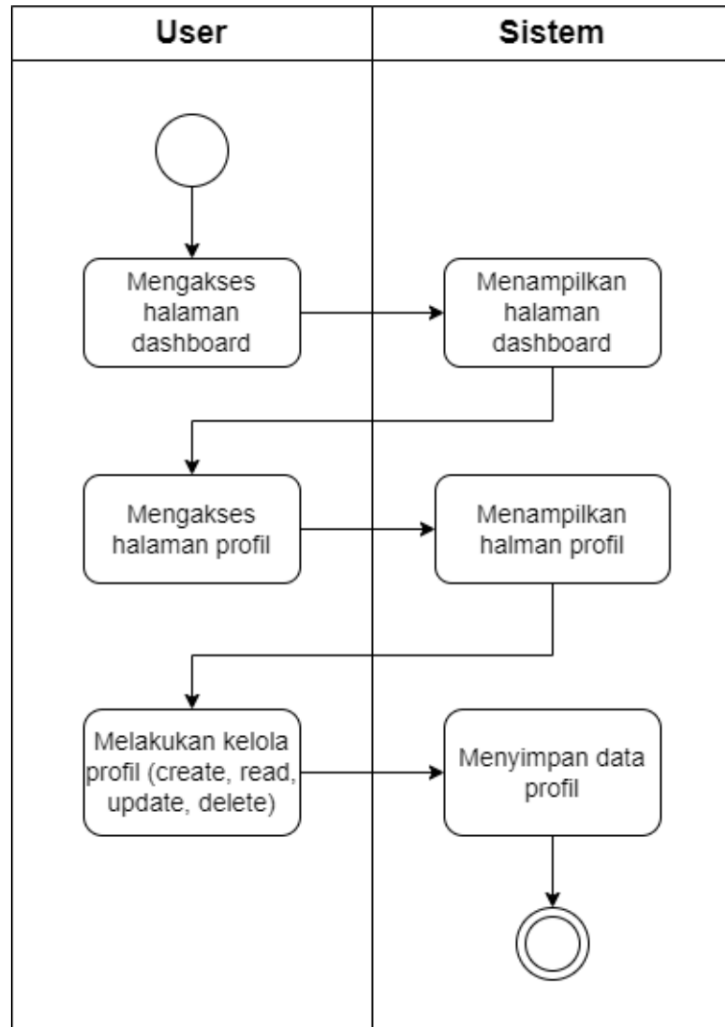 User
Sistem
Mengakses
halaman
dashboard
Menampilkan
halaman
dashboard
Mengakses
halaman profil
Menampilkan
halman profil
Melakukan kelola
profil (create, read,
update, delete)
Menyimpan data
profil